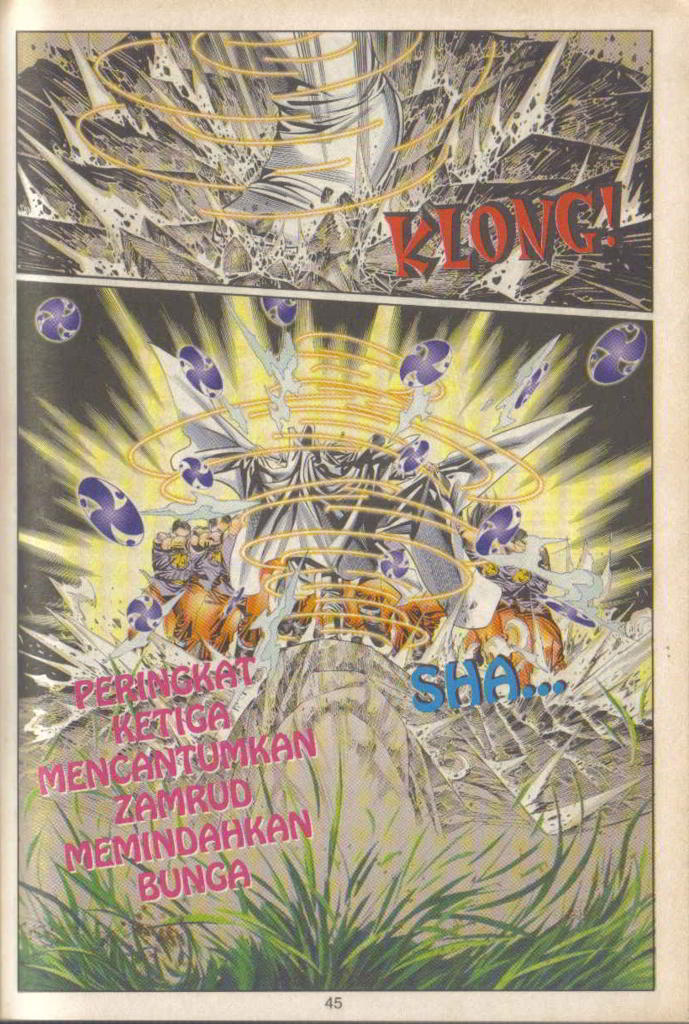 KLONG!
SHA...
PERINGKAT
KETIGA
MENCANTUMKAN
ZAMRUD
MEMINDAHKAN
BUNGA
45